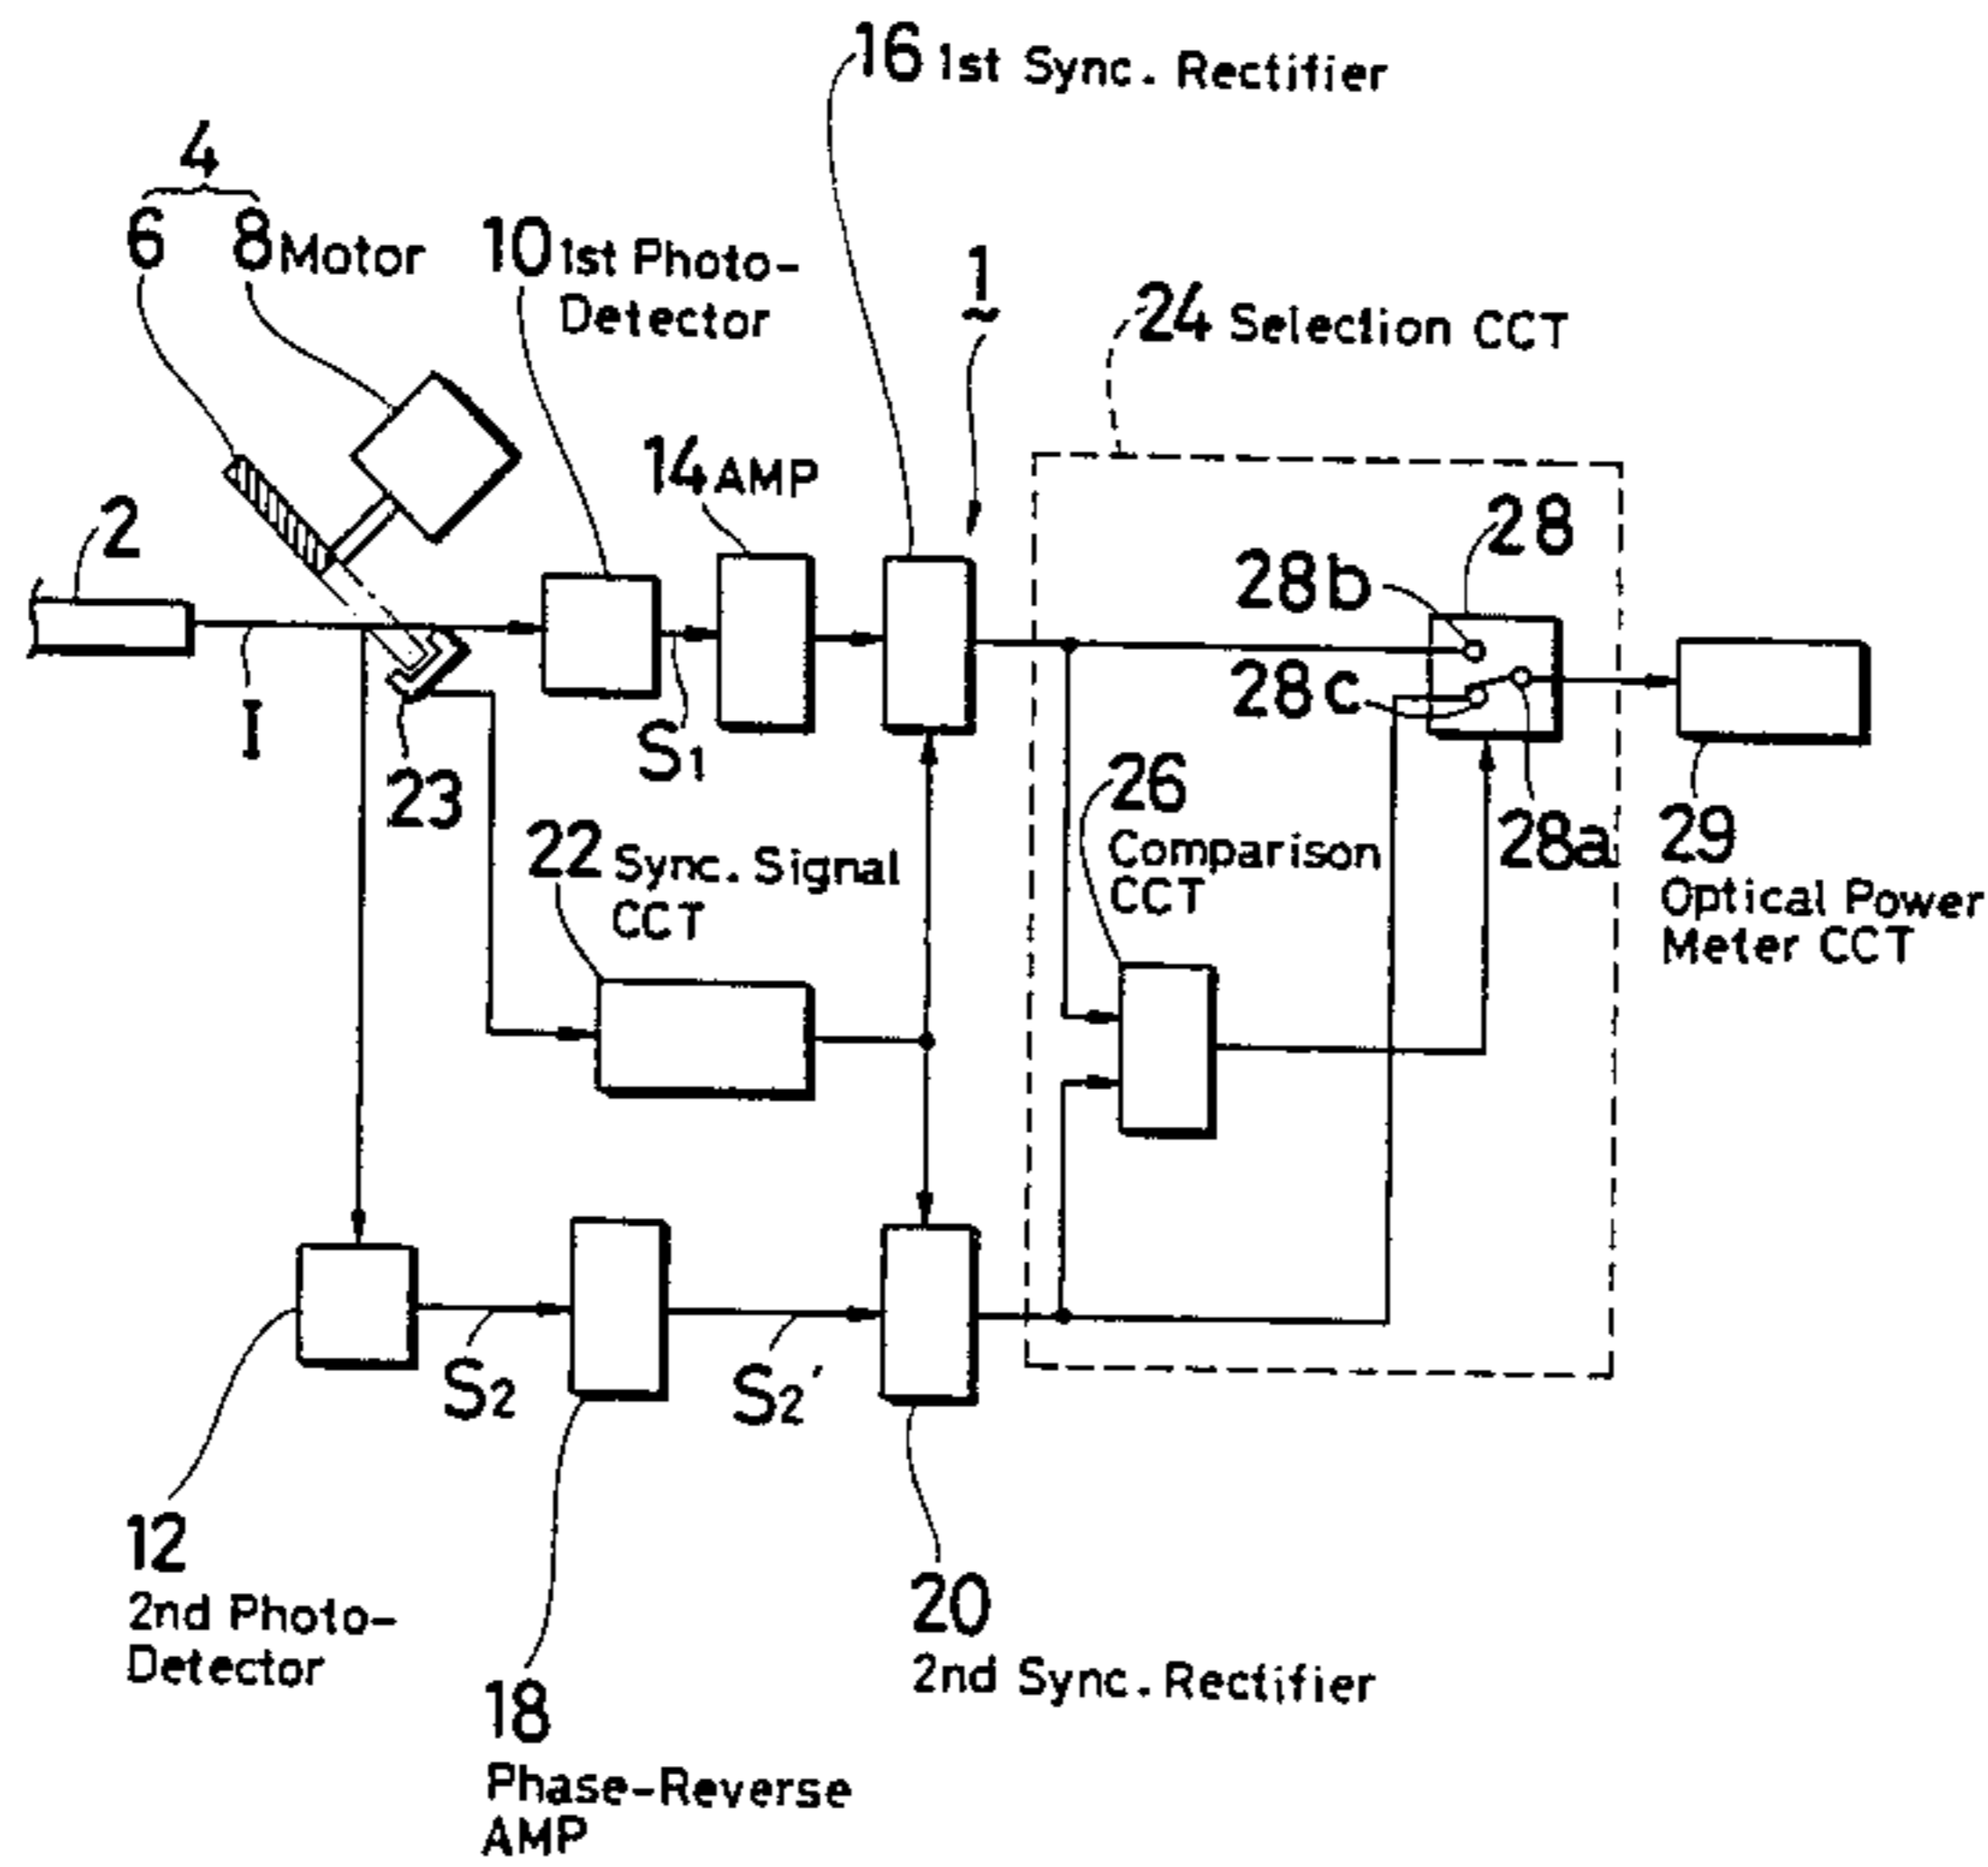 16 1st Sync. Rectifier
4
6 8 Motor
10 1st Photo-
Detector
1
24 Selection CCT
14 AMP
2
28
28b
28c
I
S1
23
26
Comparison
CCT
28a
29
Optical Power
Meter CCT
22 Sync. Signal
CCT
S2
S2'
12
2nd Photo-
Detector
20
2nd Sync. Rectifier
18
Phase-Reverse
AMP